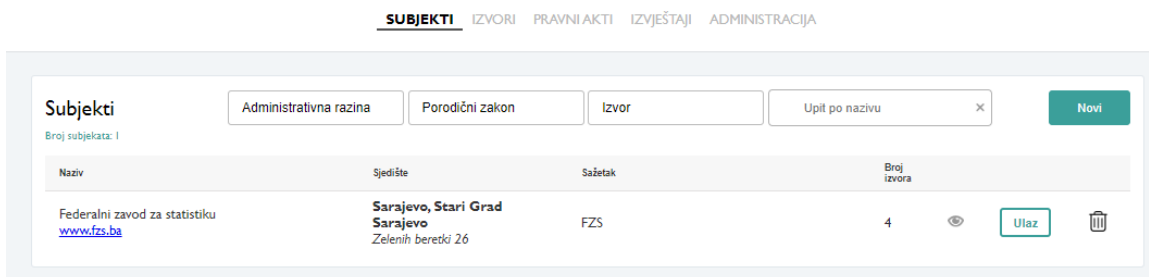 SUBJEKTI IZVORI PRAVNI AKTI IZVJEŠTAJI ADMINISTRACIJA
Subjekti Administrativna razina Porodični zakon Izvor Upit po nazivu × Novi
Broj subjekata: 1
Naziv Sjedište Sažetak Broj izvora
Federalni zavod za statistiku
www.fzs.ba
Sarajevo, Stari Grad
Sarajevo
Zelenih beretki 26
FZS 4 Ulaz